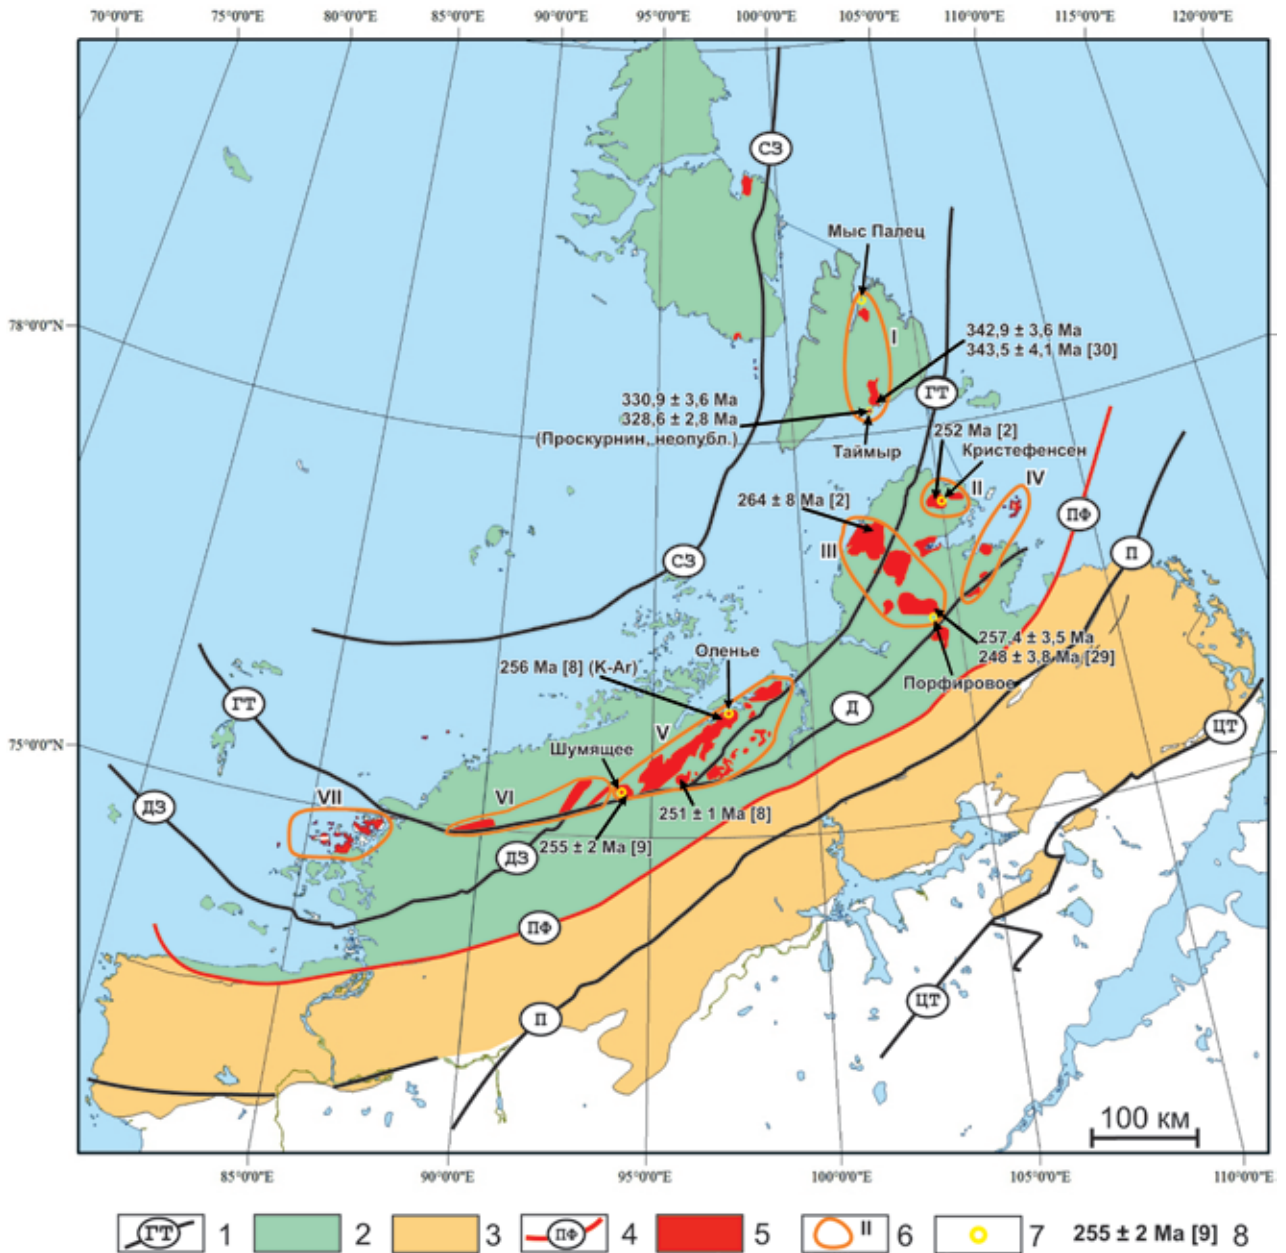 70°0'0"E 75°0'0"E 80°0'0"E 85°0'0"E 90°0'0"E 95°0'0"E 100°0'0"E 105°0'0"E 110°0'0"E 115°0'0"E 120°0'0"E
СЗ
Мыс Палец
78°0'0"N
I
342,9 ± 3,6 Ma
343,5 ± 4,1 Ma [30]
ГТ
330,9 ± 3,6 Ma
328,6 ± 2,8 Ma
(Проскурнин, неопубл.)
Таймыр
252 Ma [2]
Кристефенсен
II
IV
264 ± 8 Ma [2]
ПФ
III
П
СЗ
257,4 ± 3,5 Ma
248 ± 3,8 Ma [29]
Порфировое
Оленье
256 Ma [8] (K-Ar)
ГТ
Д
ЦТ
75°0'0"N
V
Шумящее
ДЗ
VII
VI
251 ± 1 Ma [8]
255 ± 2 Ma [9]
ДЗ
ПФ
ЦТ
П
100 км
85°0'0"E 90°0'0"E 95°0'0"E 100°0'0"E 105°0'0"E 110°0'0"E
ГТ 1 2 3 ПФ 4 5 II 6 7 255 ± 2 Ma [9] 8